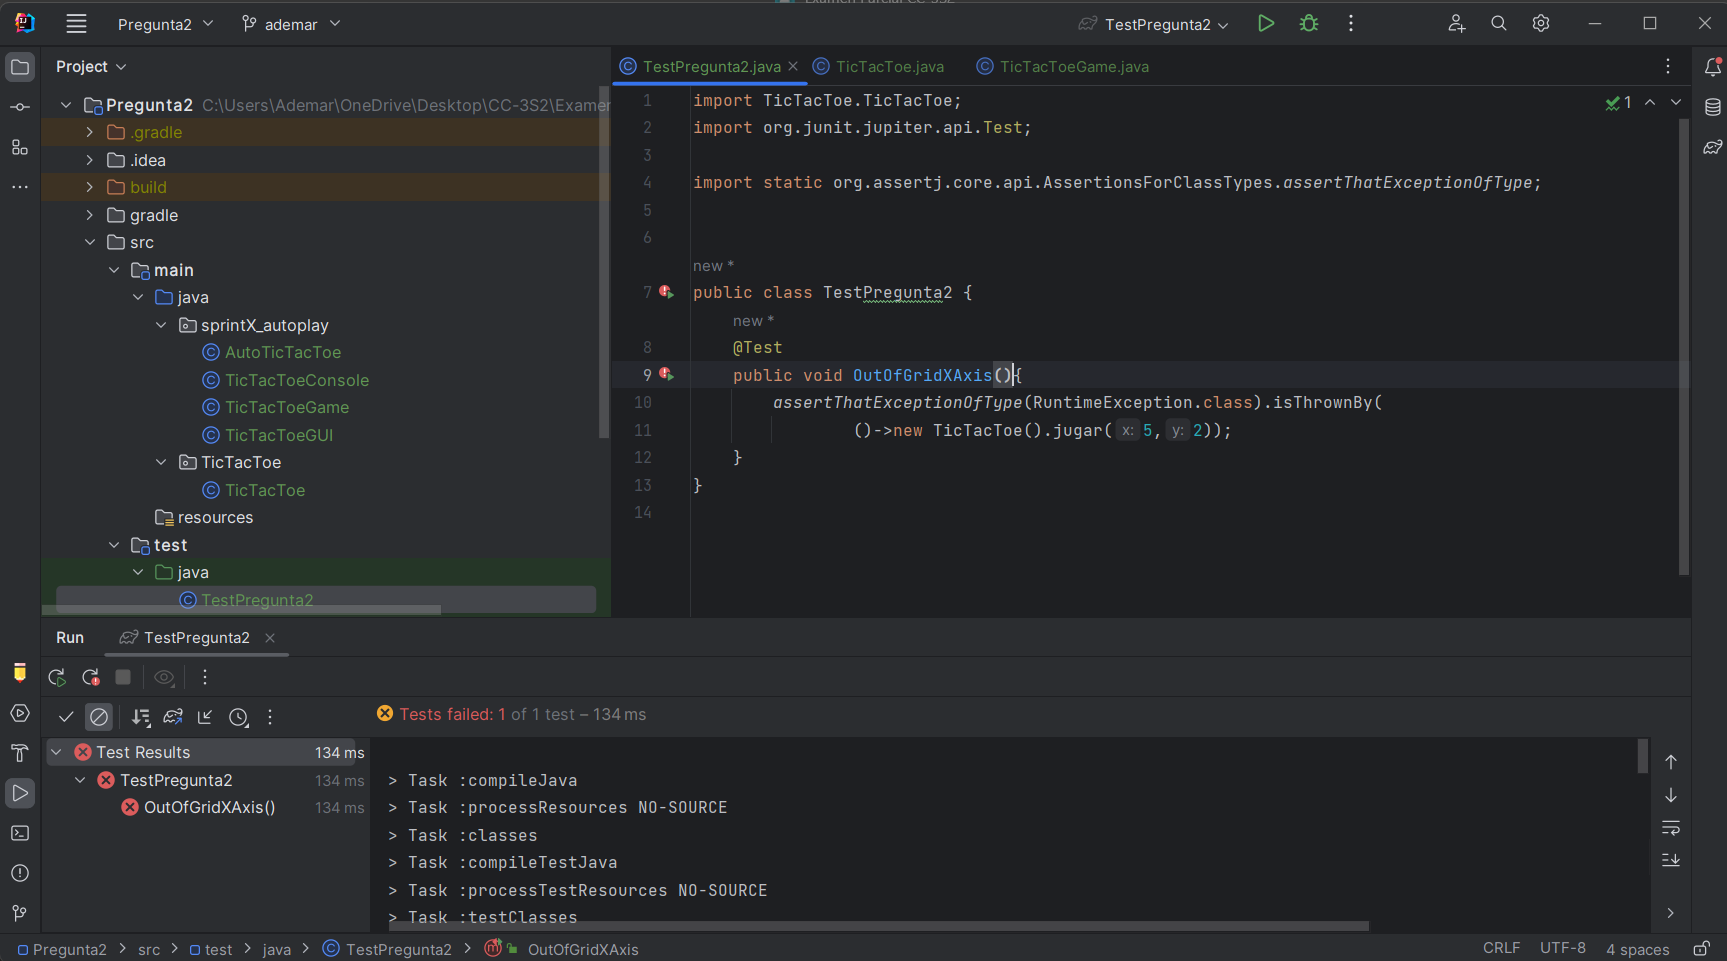 Pregunta2
ademar
TestPregunta2
Project
TestPregunta2.java
TicTacToe.java
TicTacToeGame.java
Pregunta2 C:\Users\Ademar\OneDrive\Desktop\CC-3S2\Examen
.gradle
.idea
build
gradle
src
main
java
sprintX_autoplay
AutoTicTacToe
TicTacToeConsole
TicTacToeGame
TicTacToeGUI
TicTacToe
TicTacToe
resources
test
java
TestPregunta2
1 import TicTacToe.TicTacToe;
2 import org.junit.jupiter.api.Test;
3
4 import static org.assertj.core.api.AssertionsForClassTypes.assertThatExceptionOfType;
5
6
new *
7 public class TestPregunta2 {
new *
8 @Test
9 public void OutOfGridXAxis(){
10 assertThatExceptionOfType(RuntimeException.class).isThrownBy(
11 ()->new TicTacToe().jugar( x: 5, y: 2));
12 }
13 }
14
1
Run TestPregunta2
Tests failed: 1 of 1 test – 134 ms
Test Results 134 ms
TestPregunta2 134 ms
OutOfGridXAxis() 134 ms
> Task :compileJava
> Task :processResources NO-SOURCE
> Task :classes
> Task :compileTestJava
> Task :processTestResources NO-SOURCE
> Task :testClasses
Pregunta2 > src > test > java > TestPregunta2 > OutOfGridXAxis
CRLF UTF-8 4 spaces